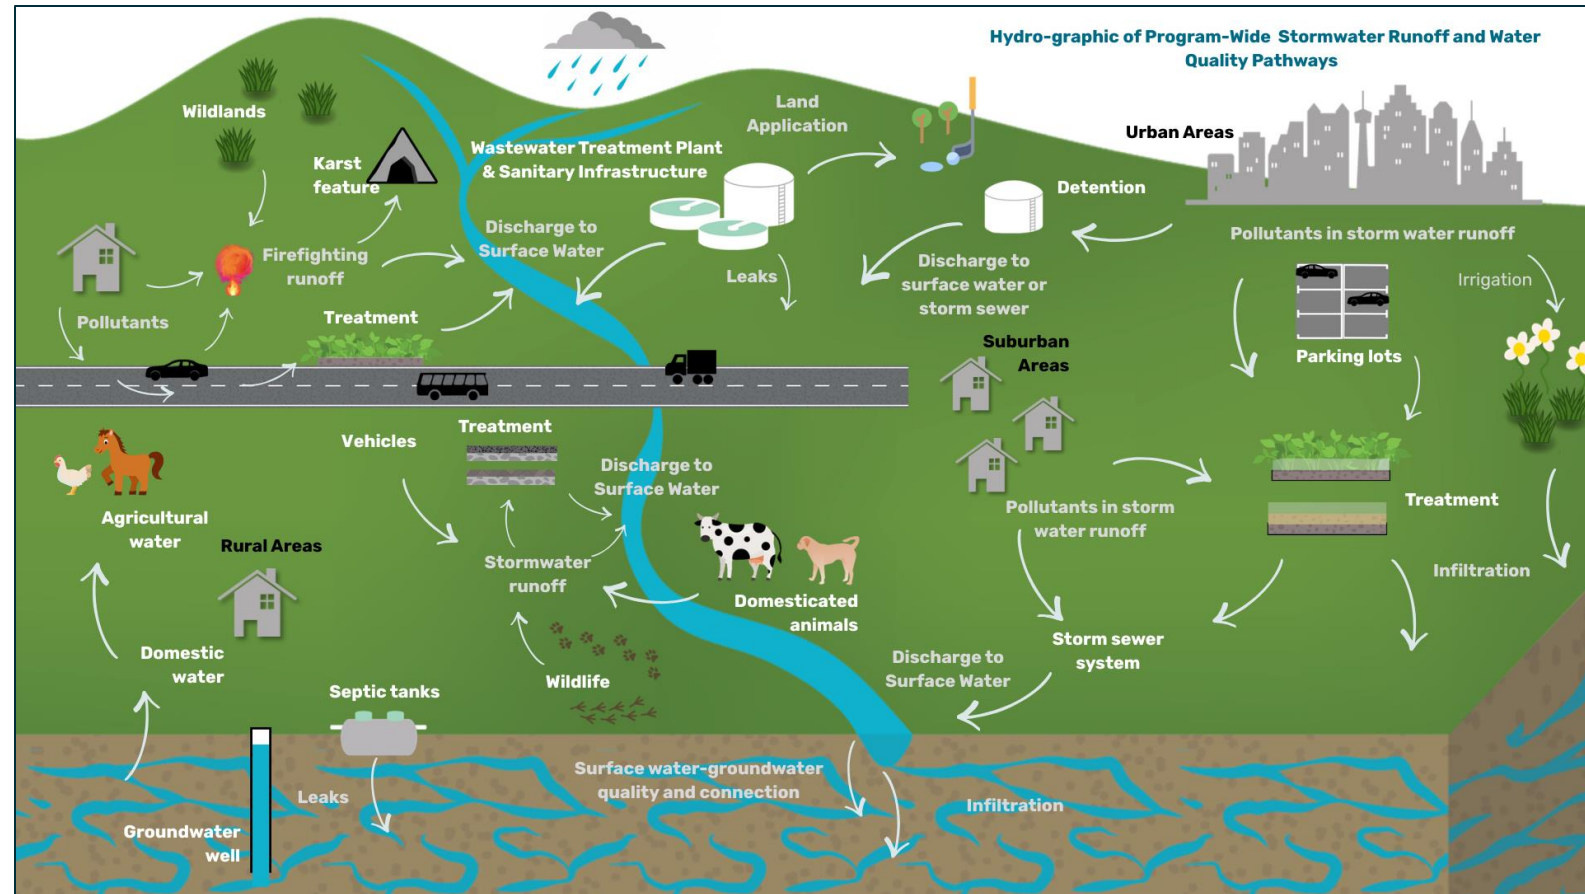 Hydro-graphic of Program-Wide Stormwater Runoff and Water
Quality Pathways
Wildlands
Land
Application
Urban Areas
Karst
feature
Wastewater Treatment Plant
& Sanitary Infrastructure
Detention
Discharge to
Surface Water
Pollutants in storm water runoff
Firefighting
runoff
Leaks
Discharge to
surface water or
storm sewer
Irrigation
Pollutants
Treatment
Suburban
Areas
Parking lots
Vehicles
Treatment
Discharge to
Surface Water
Pollutants in storm
water runoff
Treatment
Agricultural
water
Rural Areas
Stormwater
runoff
Infiltration
Domesticated
animals
Domestic
water
Storm sewer
system
Discharge to
Surface Water
Septic tanks
Wildlife
Surface water-groundwater
quality and connection
Leaks
Infiltration
Groundwater
well